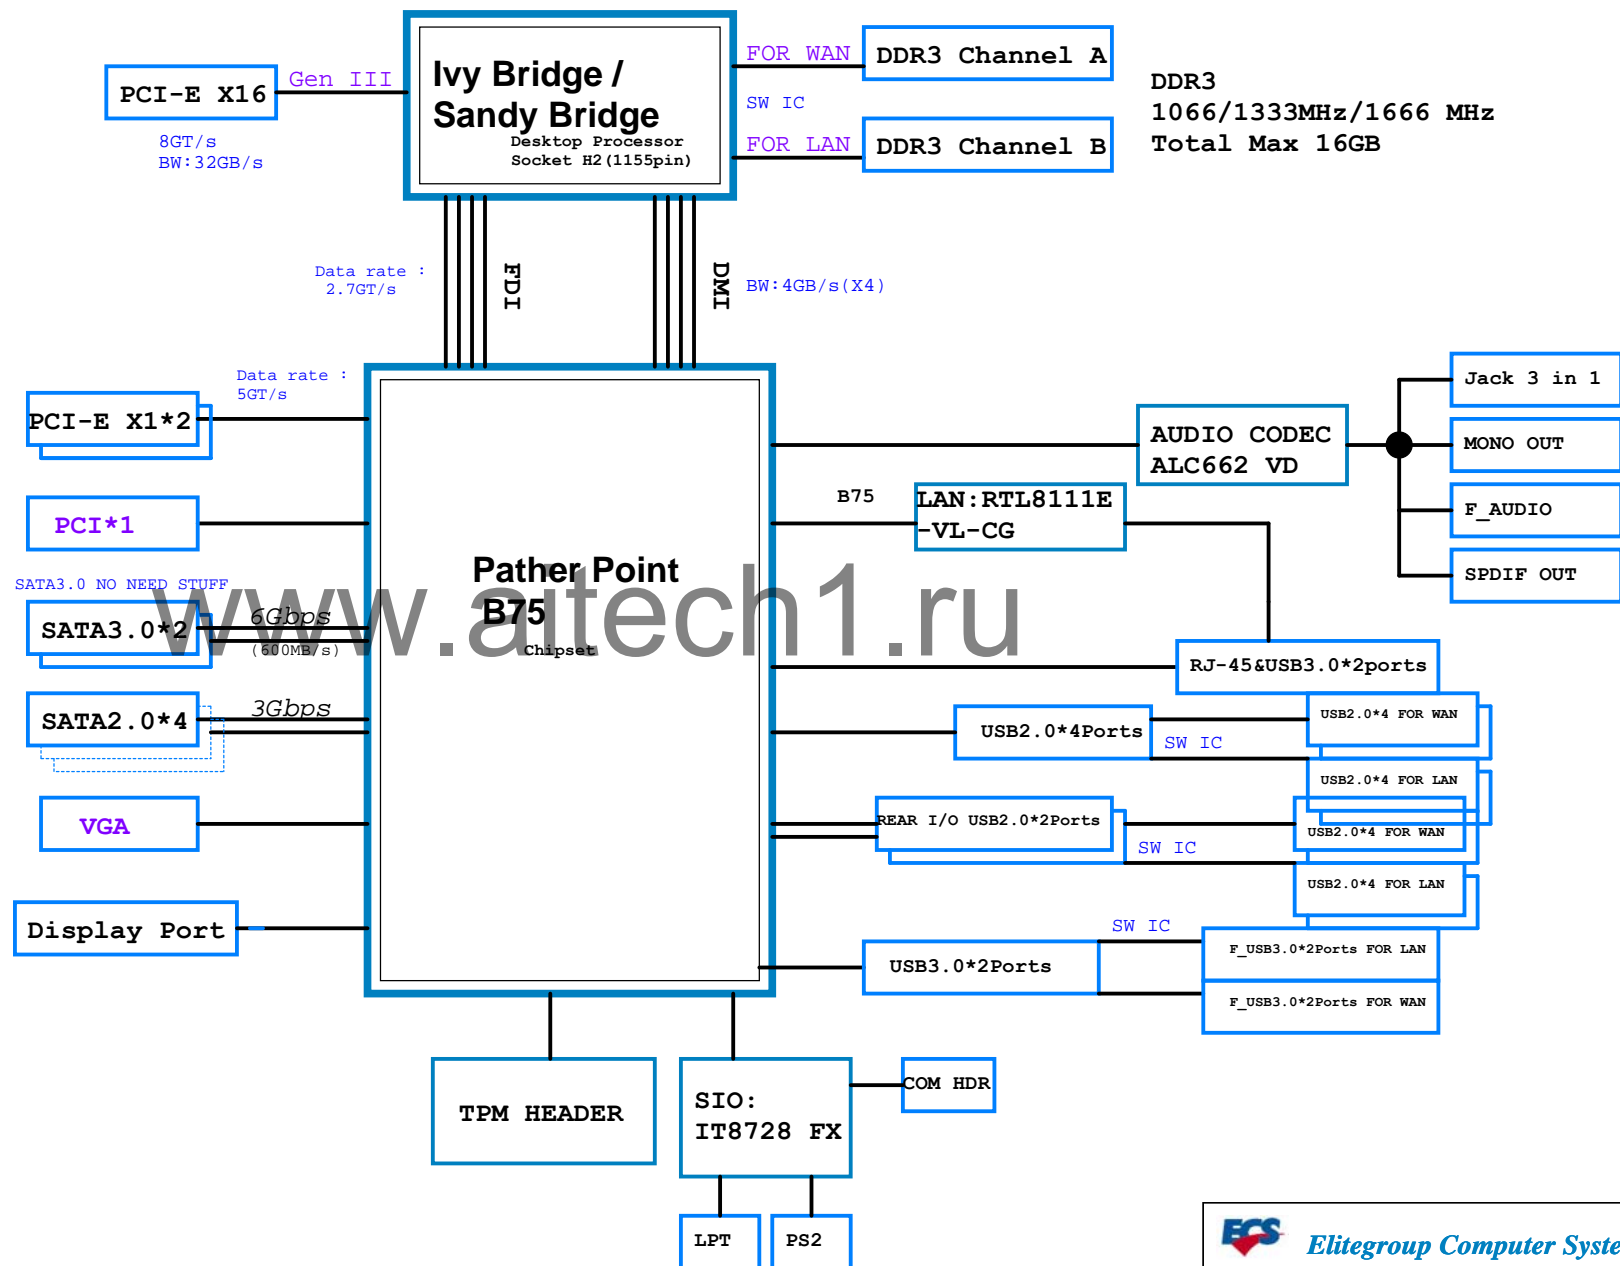 PCI-E X16
Gen III
8GT/s
BW:32GB/s
Ivy Bridge /
Sandy Bridge
Desktop Processor
Socket H2(1155pin)
FOR WAN
SW IC
FOR LAN
DDR3 Channel A
DDR3 Channel B
DDR3
1066/1333MHz/1666 MHz
Total Max 16GB
Data rate :
2.7GT/s
FDI
DMI
BW:4GB/s(X4)
Data rate :
5GT/s
PCI-E X1*2
PCI*1
SATA3.0 NO NEED STUFF
SATA3.0*2
6Gbps
(600MB/s)
SATA2.0*4
3Gbps
VGA
Display Port
Pather Point
B75
Chipset
www.aitech1.ru
AUDIO CODEC
ALC662 VD
Jack 3 in 1
MONO OUT
F_AUDIO
SPDIF OUT
B75
LAN:RTL8111E
-VL-CG
RJ-45&USB3.0*2ports
USB2.0*4Ports
SW IC
USB2.0*4 FOR WAN
USB2.0*4 FOR LAN
REAR I/O USB2.0*2Ports
SW IC
USB2.0*4 FOR WAN
USB2.0*4 FOR LAN
USB3.0*2Ports
SW IC
F_USB3.0*2Ports FOR LAN
F_USB3.0*2Ports FOR WAN
TPM HEADER
SIO:
IT8728 FX
COM HDR
LPT
PS2
ECS
Elitegroup Computer Syste